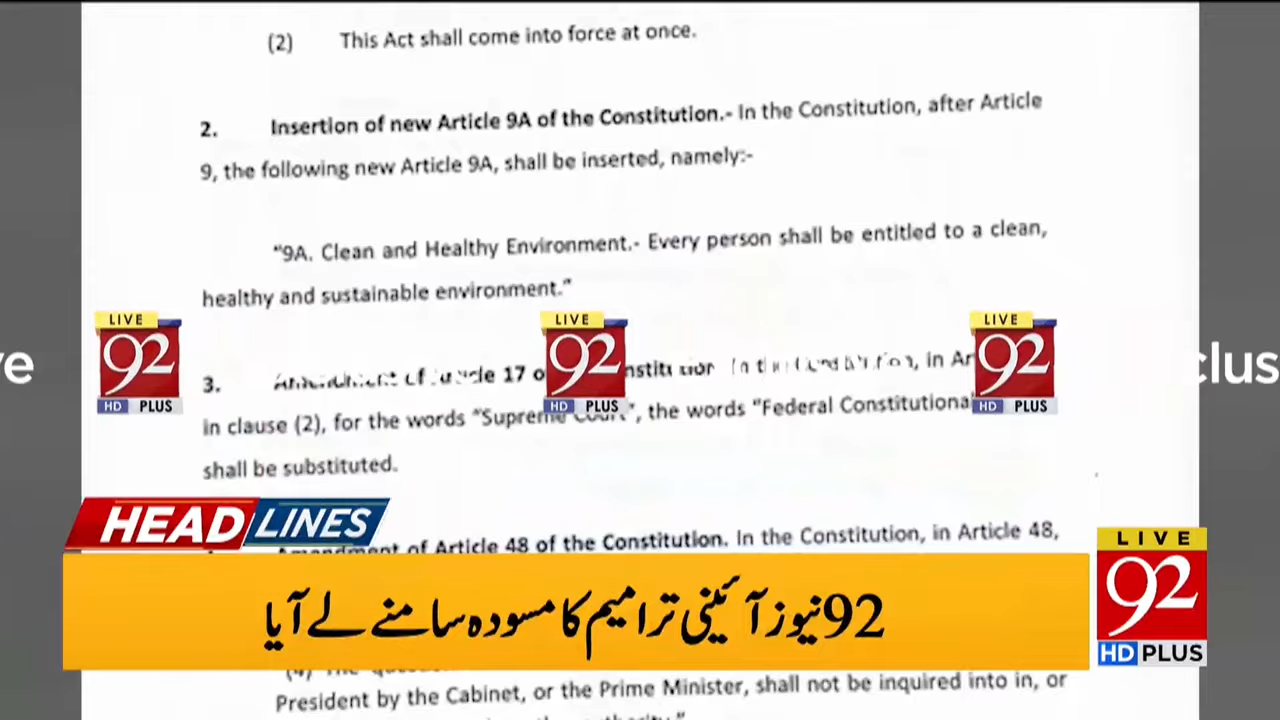 (2) This Act shall come into force at once.
2. Insertion of new Article 9A of the Constitution.- In the Constitution, after Article
9, the following new Article 9A, shall be inserted, namely:-
"9A. Clean and Healthy Environment.- Every person shall be entitled to a clean,
healthy and sustainable environment."
LIVE 92 HD PLUS
LIVE 92 HD PLUS
LIVE 92 HD PLUS
3. 17 in
in clause (2), for the words "Supreme Court", the words "Federal Constitutional
shall be substituted.
HEADLINES
of Article 48 of the Constitution. In the Constitution, in Article 48,
92 نیوز آئینی ترامیم کا مسودہ سامنے لے آیا
LIVE
92
HD PLUS
President by the Cabinet, or the Prime Minister, shall not be inquired into in, or